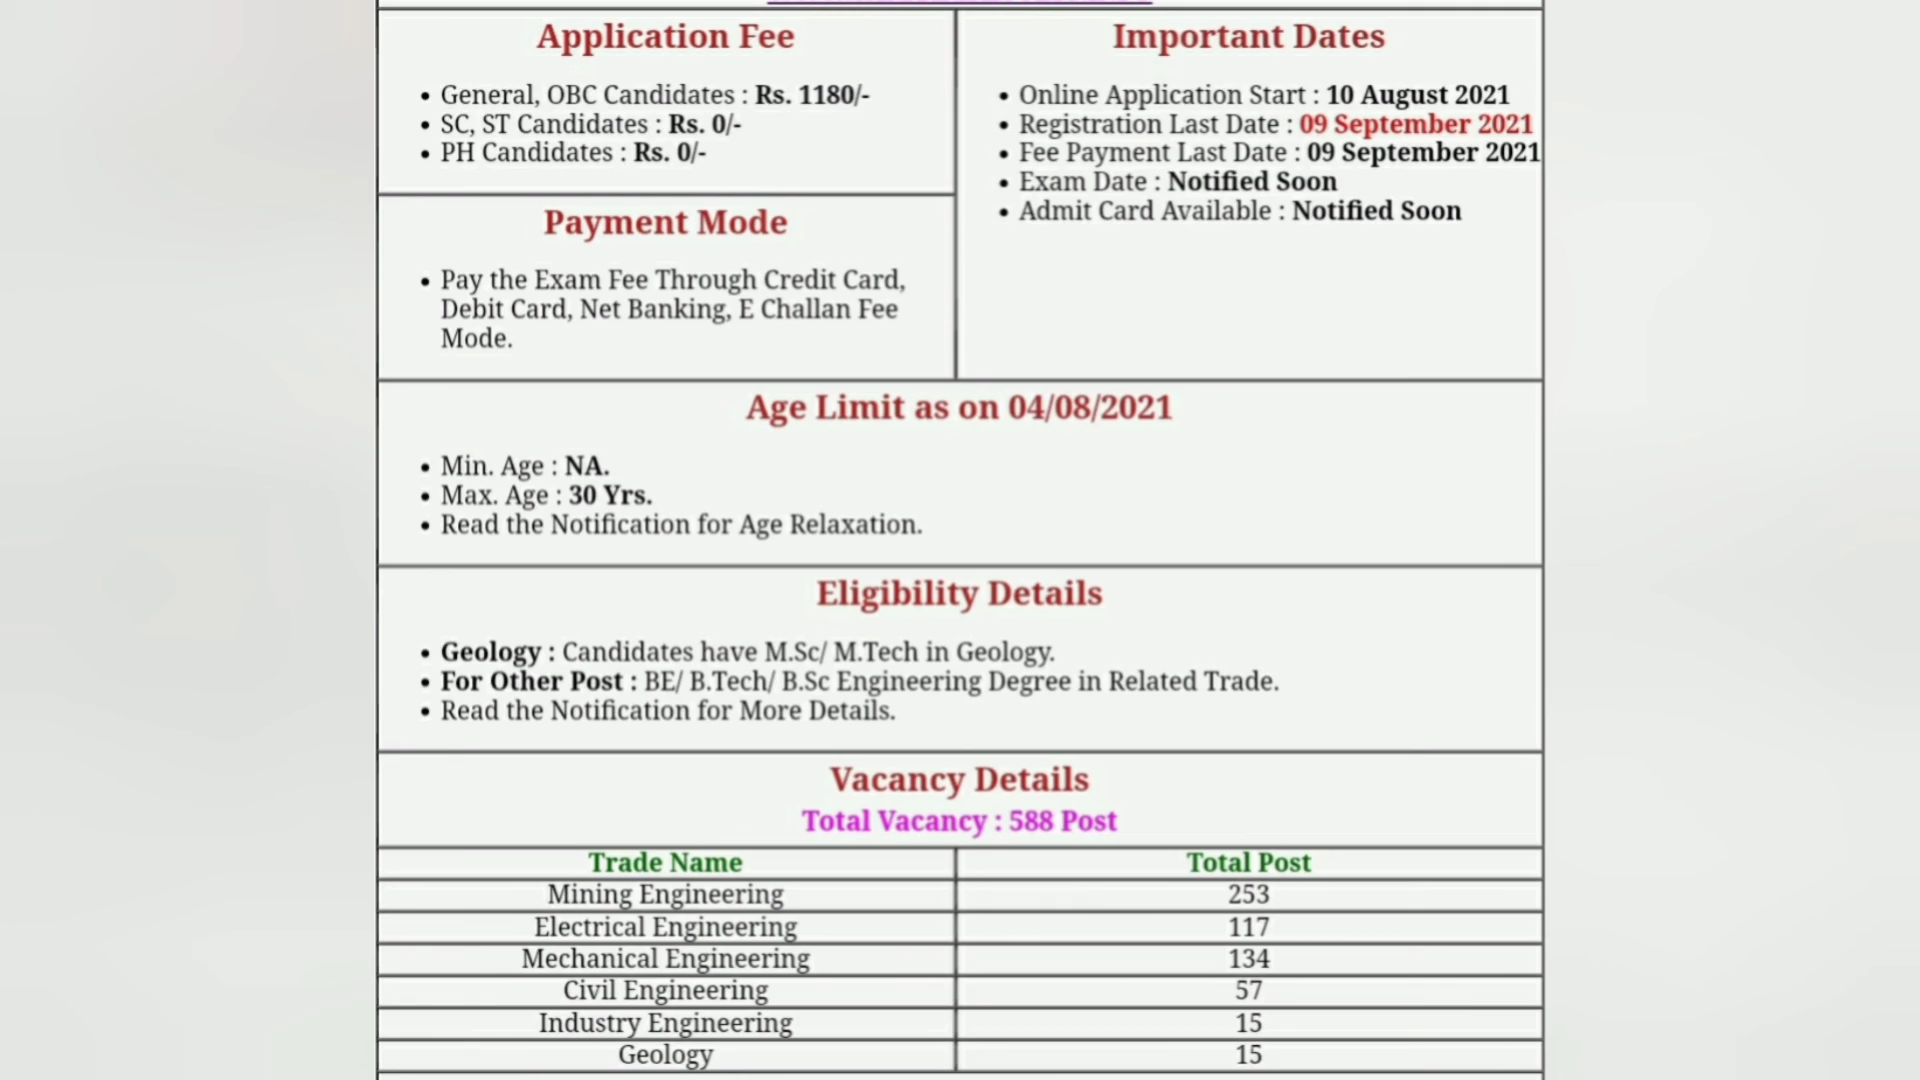 Application Fee
General, OBC Candidates : Rs. 1180/-
SC, ST Candidates : Rs. 0/-
PH Candidates : Rs. 0/-
Payment Mode
Pay the Exam Fee Through Credit Card,
Debit Card, Net Banking, E Challan Fee
Mode.
Important Dates
Online Application Start : 10 August 2021
Registration Last Date : 09 September 2021
Fee Payment Last Date : 09 September 2021
Exam Date : Notified Soon
Admit Card Available : Notified Soon
Age Limit as on 04/08/2021
Min. Age : NA.
Max. Age : 30 Yrs.
Read the Notification for Age Relaxation.
Eligibility Details
Geology : Candidates have M.Sc/ M.Tech in Geology.
For Other Post : BE/ B.Tech/ B.Sc Engineering Degree in Related Trade.
Read the Notification for More Details.
Vacancy Details
Total Vacancy : 588 Post
Trade Name Total Post
Mining Engineering 253
Electrical Engineering 117
Mechanical Engineering 134
Civil Engineering 57
Industry Engineering 15
Geology 15